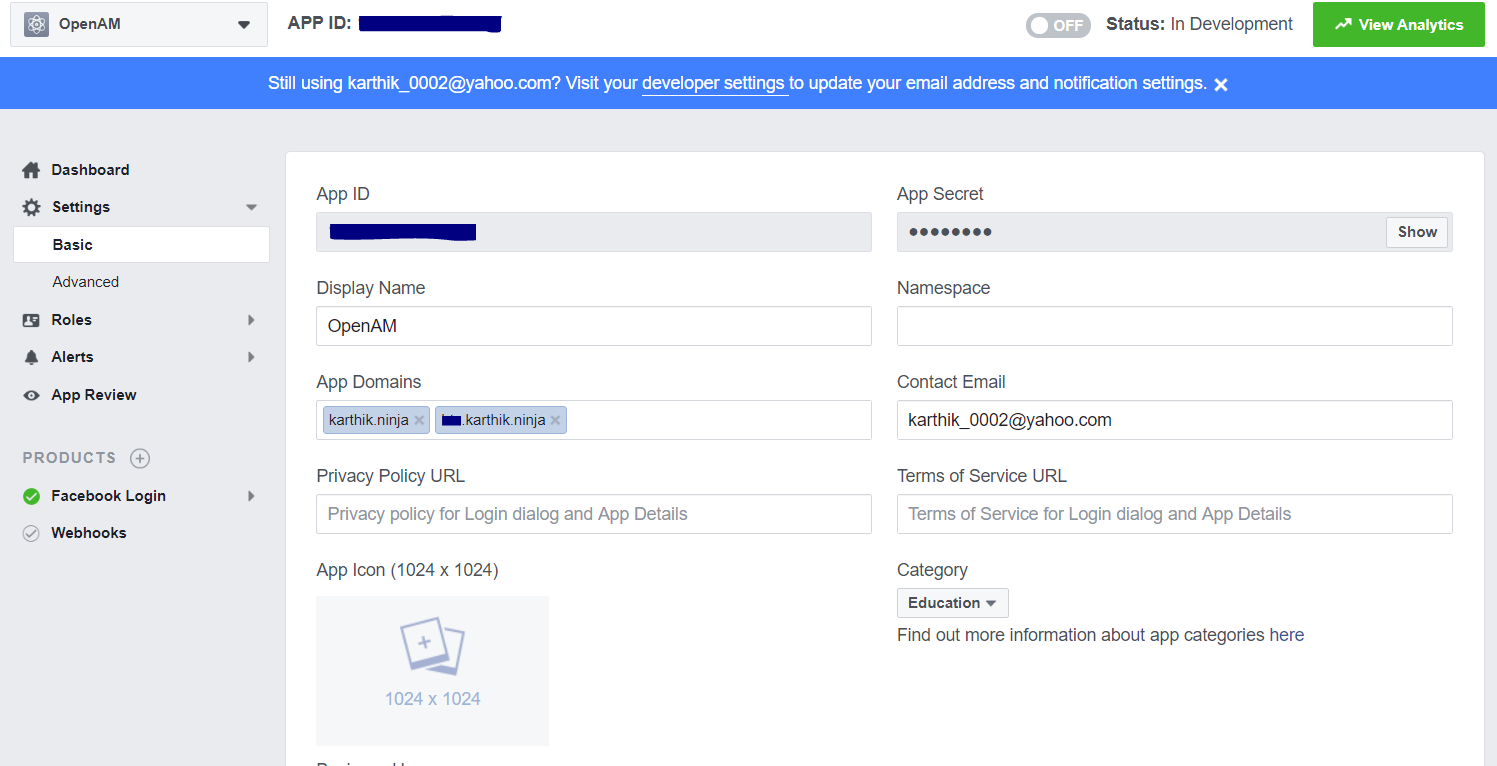 OpenAM
APP ID:
OFF
Status: In Development
View Analytics
Still using karthik_0002@yahoo.com? Visit your developer settings to update your email address and notification settings.
Dashboard
Settings
Basic
Advanced
Roles
Alerts
App Review
PRODUCTS
Facebook Login
Webhooks
App ID
App Secret
●●●●●●●●
Show
Display Name
Namespace
OpenAM
App Domains
Contact Email
karthik.ninja
.karthik.ninja
karthik_0002@yahoo.com
Privacy Policy URL
Terms of Service URL
Privacy policy for Login dialog and App Details
Terms of Service for Login dialog and App Details
App Icon (1024 x 1024)
Category
Education
Find out more information about app categories here
1024 x 1024